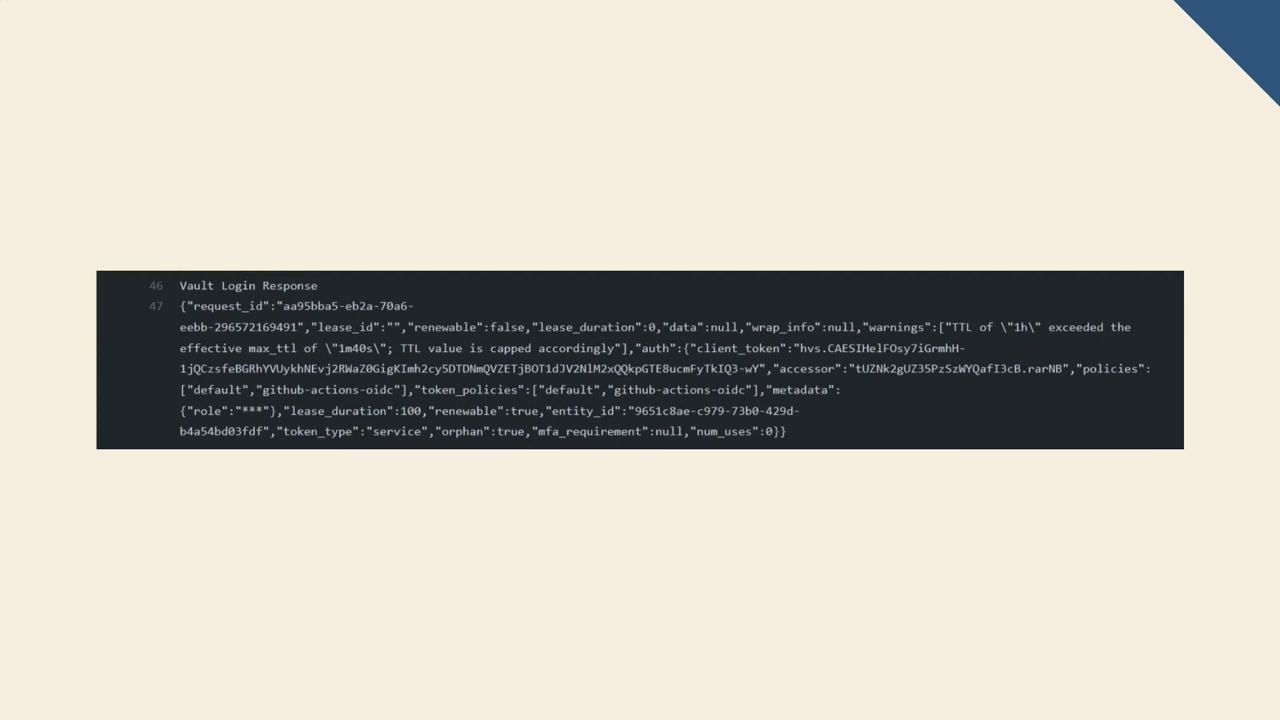 46 Vault Login Response
47 {"request_id":"aa95bba5-eb2a-70a6-
eebb-296572169491","lease_id":"","renewable":false,"lease_duration":0,"data":null,"wrap_info":null,"warnings":["TTL of \"1h\" exceeded the
effective max_ttl of \"1m40s\"; TTL value is capped accordingly"],"auth":{"client_token":"hvs.CAESIHelFOsy7iGrmhH-
1jQCzsfeBGRhYVUykhNEvj2RWaZ0GigKImh2cy5DTDNmQVZETjBOT1dJV2NlM2xQQkpGTE8ucmFyTkIQ3-wY","accessor":"tUZNk2gUZ35PzSzWYQafI3cB.rarNB","policies":
["default","github-actions-oidc"],"token_policies":["default","github-actions-oidc"],"metadata":
{"role":"***"},"lease_duration":100,"renewable":true,"entity_id":"9651c8ae-c979-73b0-429d-
b4a54bd03fdf","token_type":"service","orphan":true,"mfa_requirement":null,"num_uses":0}}